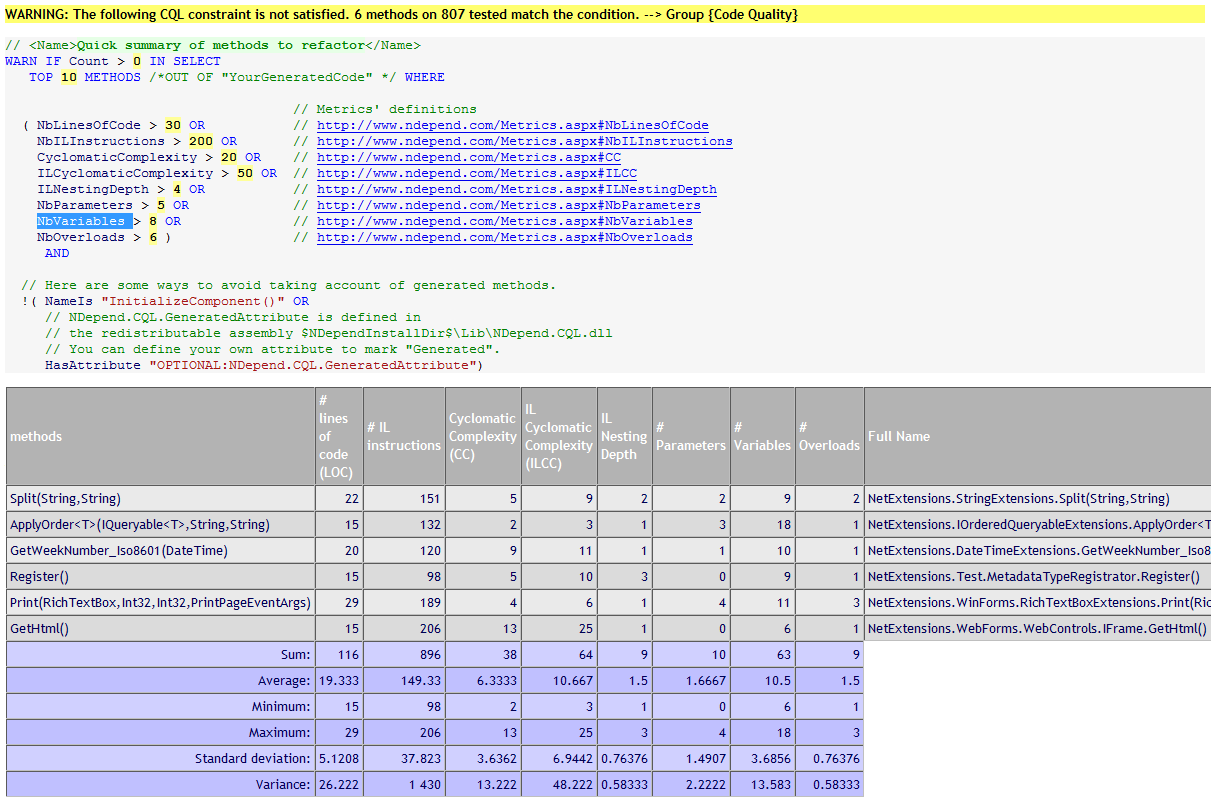 WARNING: The following CQL constraint is not satisfied. 6 methods on 807 tested match the condition. --> Group {Code Quality}
// <Name>Quick summary of methods to refactor</Name>
WARN IF Count > 0 IN SELECT
TOP 10 METHODS /*OUT OF "YourGeneratedCode" */ WHERE
// Metrics' definitions
( NbLinesOfCode > 30 OR // http://www.ndepend.com/Metrics.aspx#NbLinesOfCode
NbILInstructions > 200 OR // http://www.ndepend.com/Metrics.aspx#NbILInstructions
CyclomaticComplexity > 20 OR // http://www.ndepend.com/Metrics.aspx#CC
ILCyclomaticComplexity > 50 OR // http://www.ndepend.com/Metrics.aspx#ILCC
ILNestingDepth > 4 OR // http://www.ndepend.com/Metrics.aspx#ILNestingDepth
NbParameters > 5 OR // http://www.ndepend.com/Metrics.aspx#NbParameters
NbVariables > 8 OR // http://www.ndepend.com/Metrics.aspx#NbVariables
NbOverloads > 6 ) // http://www.ndepend.com/Metrics.aspx#NbOverloads
AND
// Here are some ways to avoid taking account of generated methods.
!( NameIs "InitializeComponent()" OR
// NDepend.CQL.GeneratedAttribute is defined in
// the redistributable assembly $NDependInstallDir$\Lib\NDepend.CQL.dll
// You can define your own attribute to mark "Generated".
HasAttribute "OPTIONAL:NDepend.CQL.GeneratedAttribute")
methods # lines of code (LOC) # IL instructions Cyclomatic Complexity (CC) IL Cyclomatic Complexity (ILCC) IL Nesting Depth # Parameters # Variables # Overloads Full Name
Split(String,String) 22 151 5 9 2 2 9 2 NetExtensions.StringExtensions.Split(String,String)
ApplyOrder<T>(IQueryable<T>,String,String) 15 132 2 3 1 3 18 1 NetExtensions.IOrderedQueryableExtensions.ApplyOrder<T
GetWeekNumber_Iso8601(DateTime) 20 120 9 11 1 1 10 1 NetExtensions.DateTimeExtensions.GetWeekNumber_Iso8
Register() 15 98 5 10 3 0 9 1 NetExtensions.Test.MetadataTypeRegistrator.Register()
Print(RichTextBox,Int32,Int32,PrintPageEventArgs) 29 189 4 6 1 4 11 3 NetExtensions.WinForms.RichTextBoxExtensions.Print(Ric
GetHtml() 15 206 13 25 1 0 6 1 NetExtensions.WebForms.WebControls.IFrame.GetHtml()
Sum: 116 896 38 64 9 10 63 9
Average: 19.333 149.33 6.3333 10.667 1.5 1.6667 10.5 1.5
Minimum: 15 98 2 3 1 0 6 1
Maximum: 29 206 13 25 3 4 18 3
Standard deviation: 5.1208 37.823 3.6362 6.9442 0.76376 1.4907 3.6856 0.76376
Variance: 26.222 1 430 13.222 48.222 0.58333 2.2222 13.583 0.58333